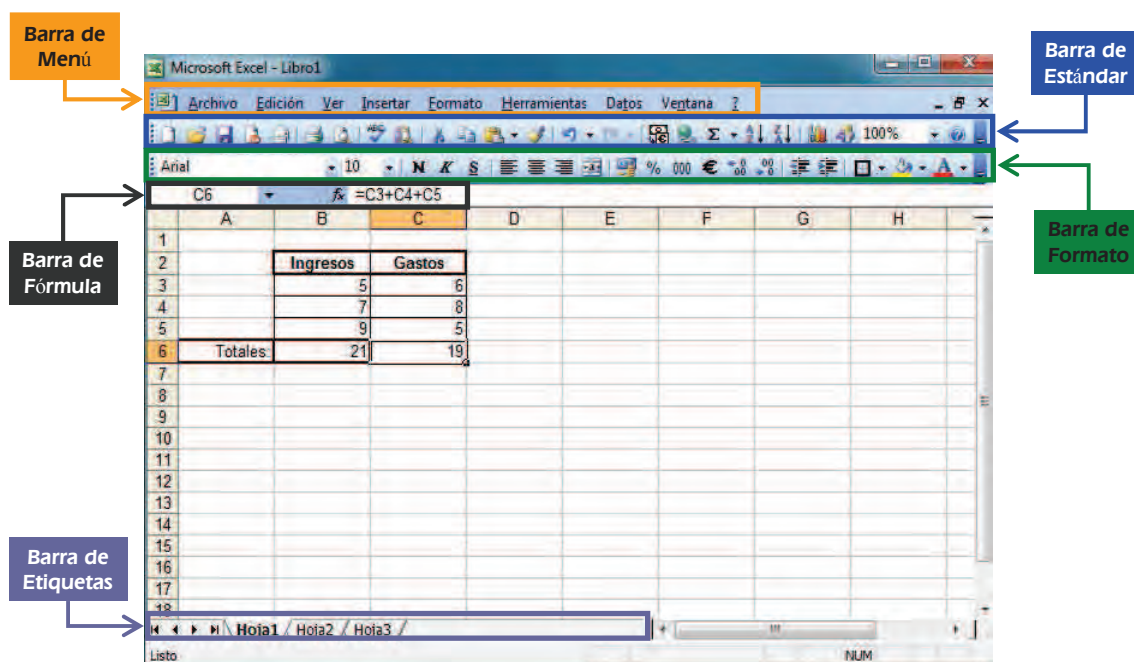 Barra de
Menú
Barra de
Estándar
Microsoft Excel - Libro1
Archivo Edición Ver Insertar Formato Herramientas Datos Ventana ?
Σ 100%
Arial 10 N K S % 000 €
C6 fx =C3+C4+C5
A B C D E F G H
1
2 Ingresos Gastos
3 5 6
4 7 8
5 9 5
6 Totales 21 19
7
8
9
10
11
12
13
14
15
16
17
18
Barra de
Fórmula
Barra de
Formato
Barra de
Etiquetas
Hoja1 Hoja2 Hoja3
Listo NUM